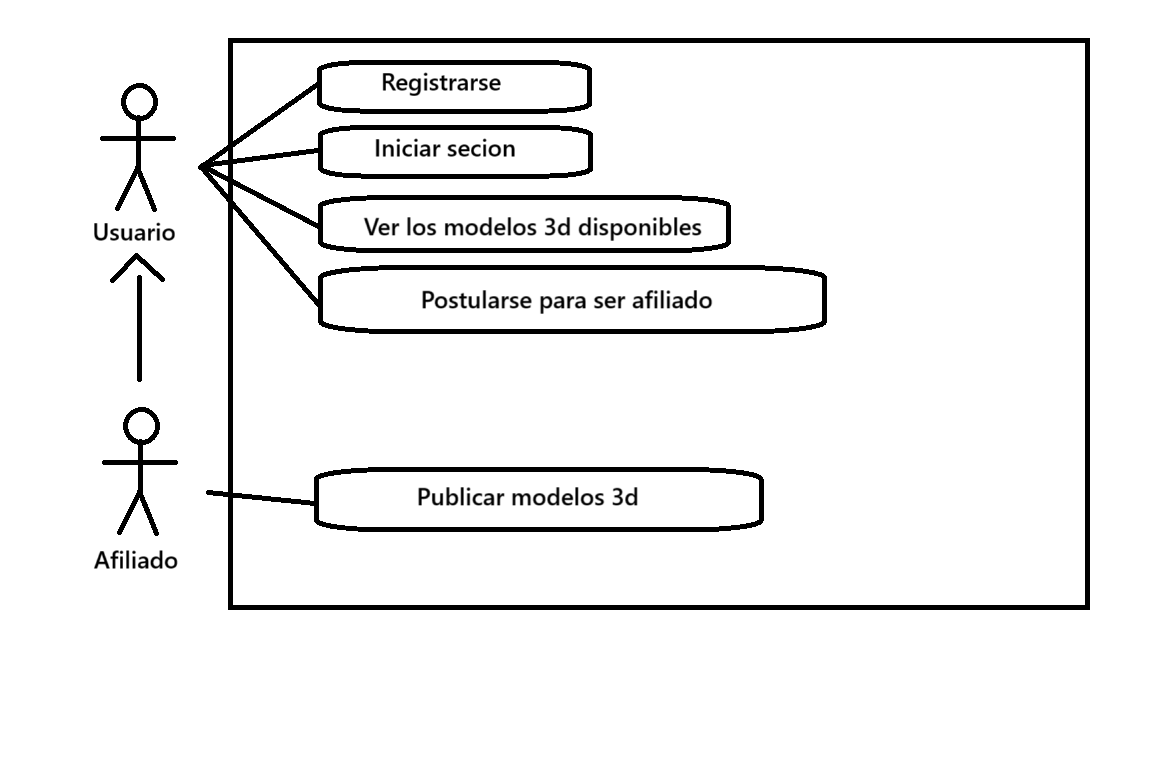 Registrarse
Iniciar secion
Usuario
Ver los modelos 3d disponibles
Postularse para ser afiliado
Publicar modelos 3d
Afiliado